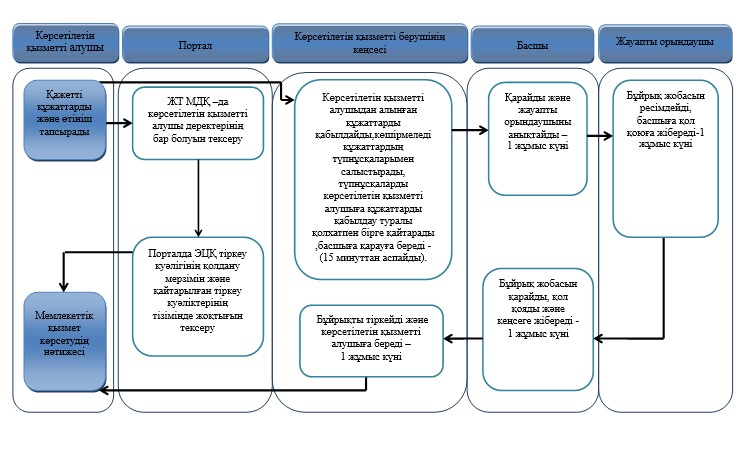 Көрсетілетін
қызметті алушы
Портал
Көрсетілетін қызметті берушінің
кеңсесі
Басшы
Жауапты орындаушы
Қажетті
құжаттарды
және өтініш
тапсырады
ЖТ МДҚ –да
көрсетілетін қызметті
алушы деректерінің
бар болуын тексеру
Көрсетілетін қызметті
алушыдан алынған
құжаттарды
қабылдайды,көшірмеледі
құжаттардың
түпнұсқаларымен
салыстырады,
түпнұсқаларды
көрсетілетін қызметті
алушыға құжаттарды
қабылдау туралы
қолхатпен бірге қайтарады
,басшыға қарауға береді -
(15 минуттан аспайды).
Қарайды және
жауапты
орындаушыны
анықтайды –
1 жұмыс күні
Бұйрық жобасын
ресімдейді,
басшыға қол
қоюға жібереді-1
жұмыс күні
Порталда ЭЦҚ тіркеу
куәлігінің қолдану
мерзімін және
қайтарылған тіркеу
куәліктерінің
тізімінде жоқтығын
тексеру
Мемлекеттік
қызмет
көрсетудің
нәтижесі
Бұйрықты тіркейді және
көрсетілетін қызметті
алушыға береді –
1 жұмыс күні
Бұйрық жобасын
қарайды, қол
қояды және
кеңсеге жібереді -
1 жұмыс күні